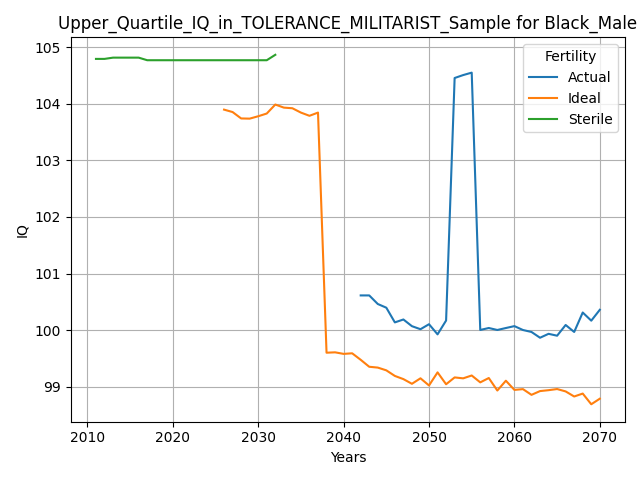 Upper_Quartile_IQ_in_TOLERANCE_MILITARIST_Sample for Black_Male
105
104
103
102
101
100
99
IQ
2010 2020 2030 2040 2050 2060 2070
Years
Fertility
Actual
Ideal
Sterile